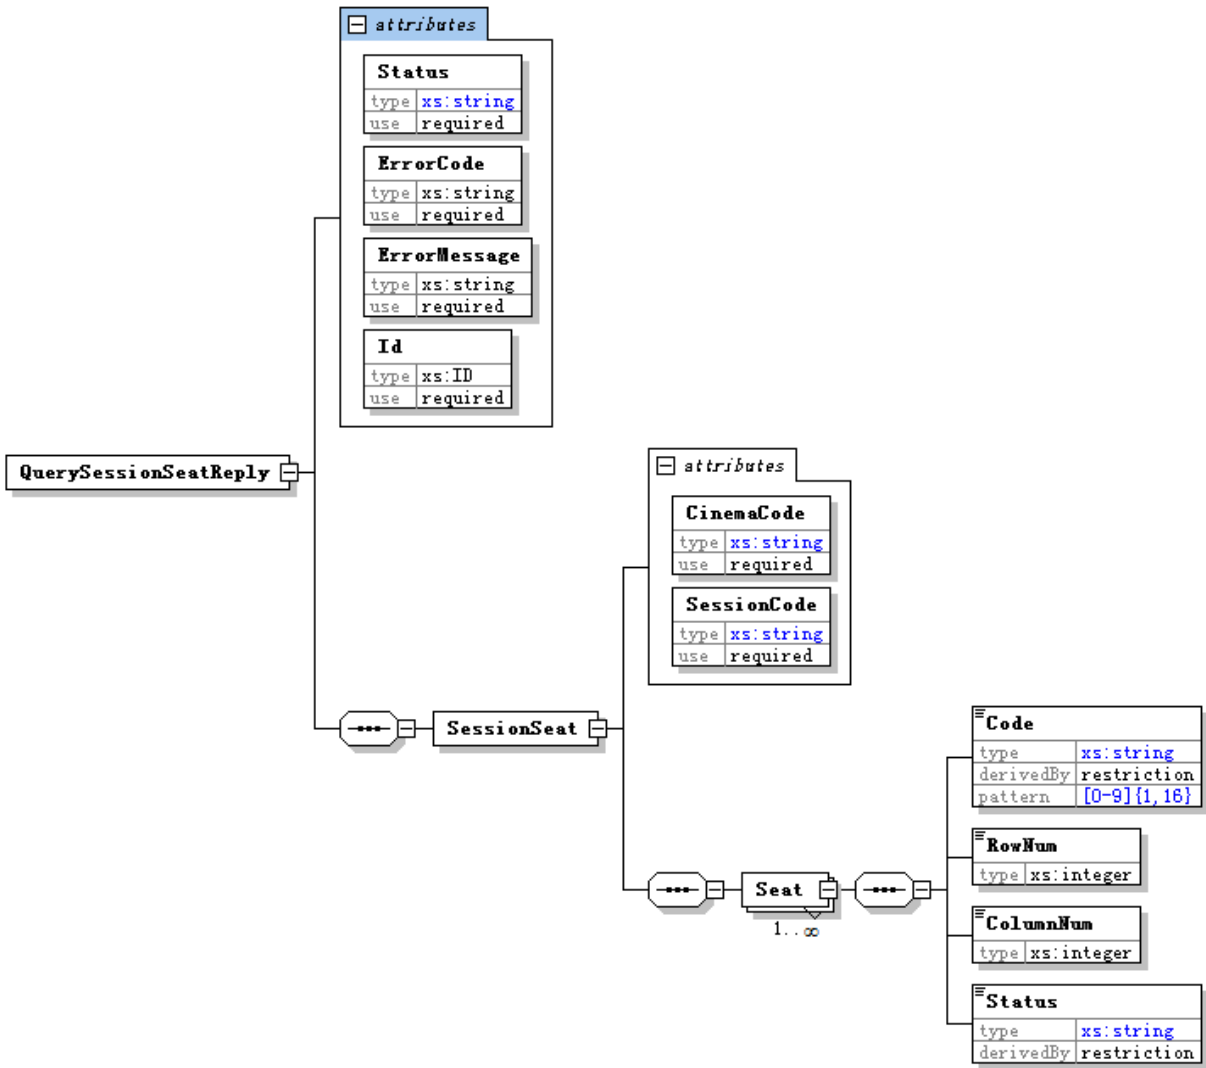 attributes
Status
type xs:string
use required
ErrorCode
type xs:string
use required
ErrorMessage
type xs:string
use required
Id
type xs:ID
use required
QuerySessionSeatReply
attributes
CinemaCode
type xs:string
use required
SessionCode
type xs:string
use required
SessionSeat
Seat
1..∞
Code
type xs:string
derivedBy restriction
pattern [0-9]{1,16}
RowNum
type xs:integer
ColumnNum
type xs:integer
Status
type xs:string
derivedBy restriction